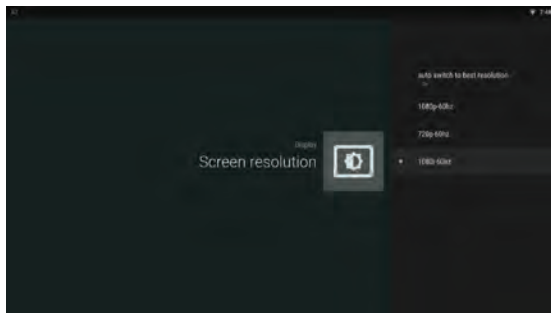 auto switch to best resolution
1080p-60hz
720p-60hz
Display
Screen resolution
1080i-60hz